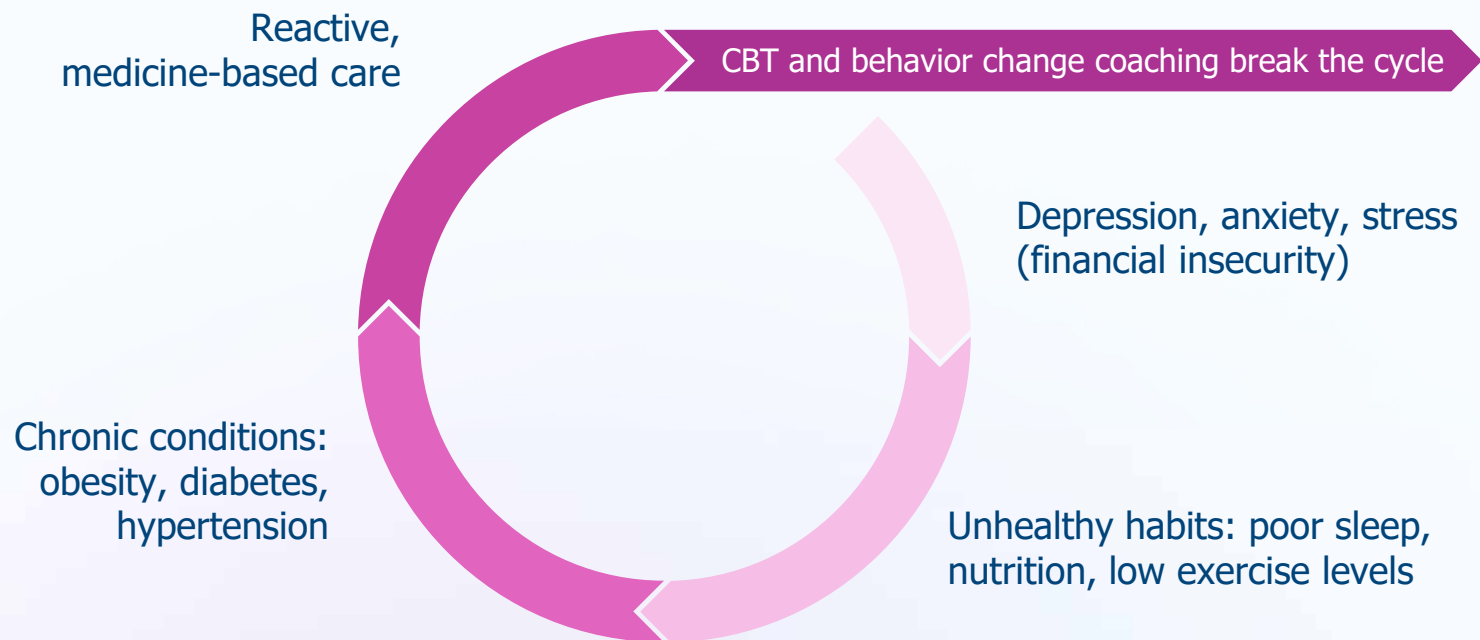 Reactive,
medicine-based care
CBT and behavior change coaching break the cycle
Depression, anxiety, stress
(financial insecurity)
Chronic conditions:
obesity, diabetes,
hypertension
Unhealthy habits: poor sleep,
nutrition, low exercise levels